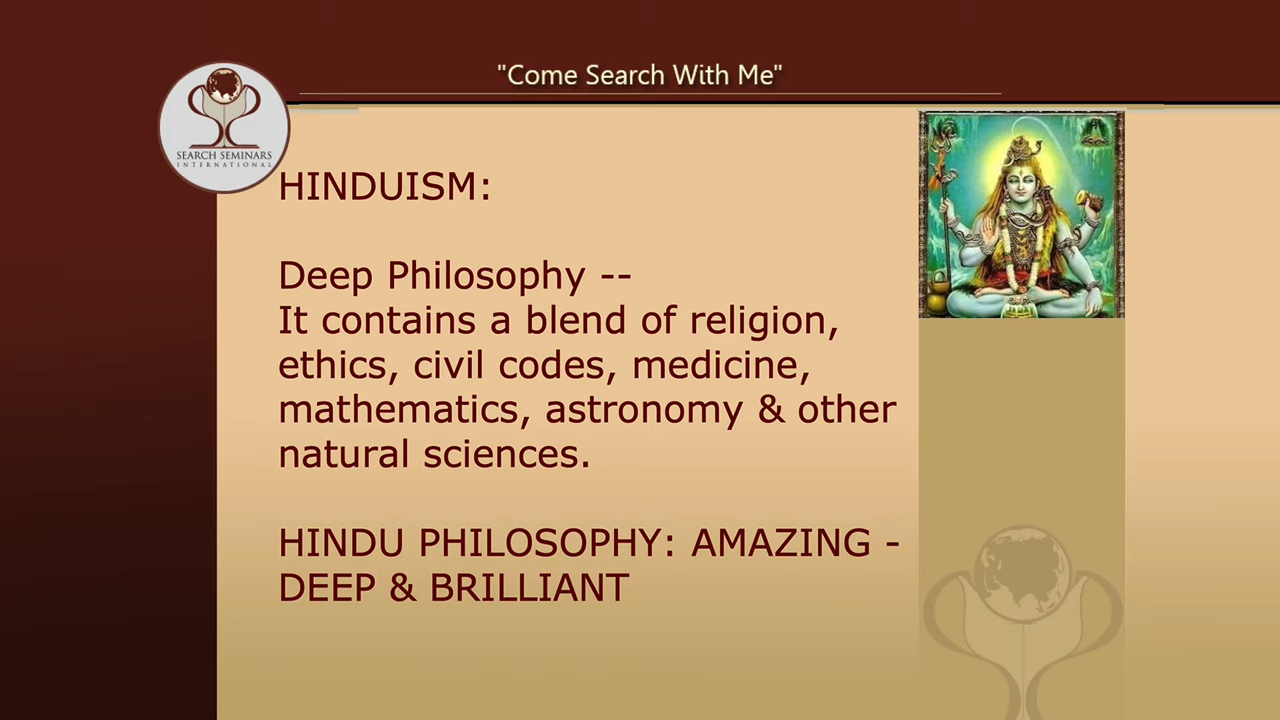 "Come Search With Me"
SEARCH SEMINARS
INTERNATIONAL
HINDUISM:
Deep Philosophy --
It contains a blend of religion,
ethics, civil codes, medicine,
mathematics, astronomy & other
natural sciences.
HINDU PHILOSOPHY: AMAZING -
DEEP & BRILLIANT